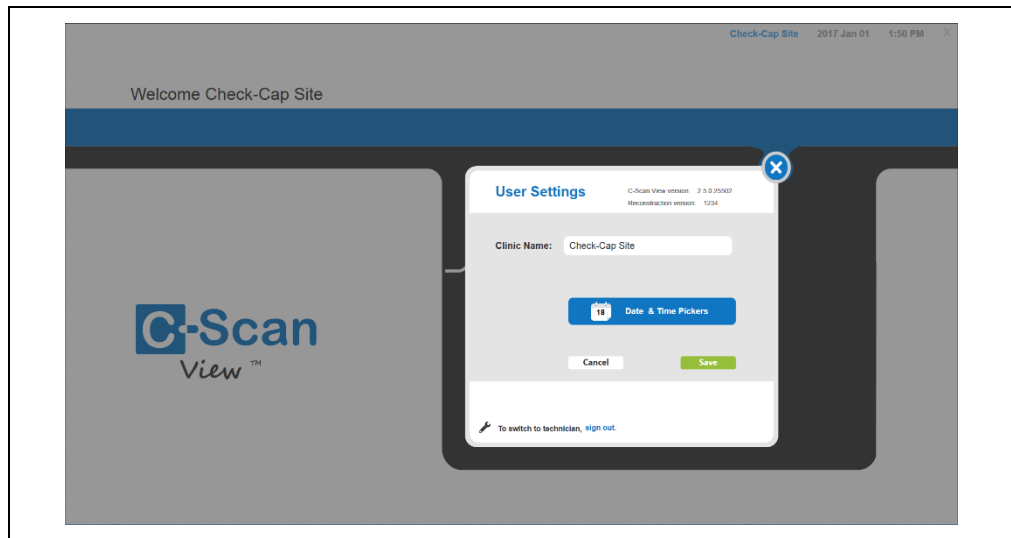 Check-Cap Site 2017 Jan 01 1:50 PM X
Welcome Check-Cap Site
User Settings
C-Scan View version: 2.5.0.25502
Reconstruction version: 1234
Clinic Name: Check-Cap Site
18 Date & Time Pickers
Cancel Save
C-Scan
View ™
To switch to technician, sign out.